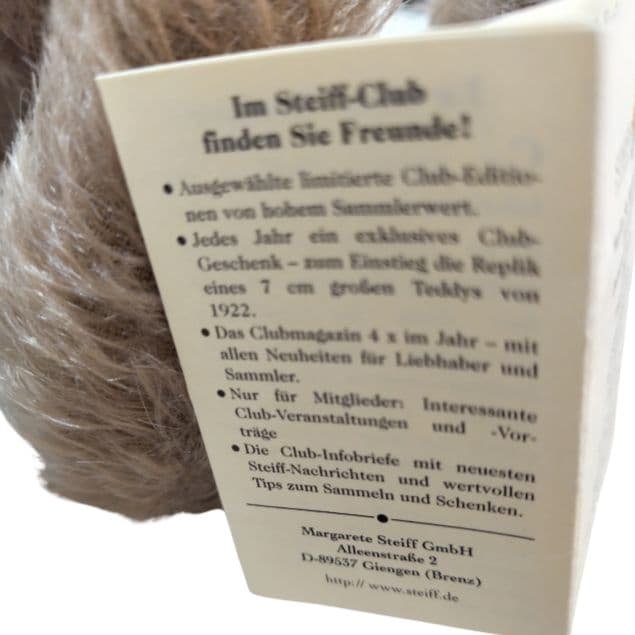 Im Steiff-Club
finden Sie Freunde!
• Ausgewählte limitierte Club-Editio-
nen von hohem Sammlerwert.
• Jedes Jahr ein exklusives Club-
Geschenk – zum Einstieg die Replik
eines 7 cm großen Teddys von
1922.
• Das Clubmagazin 4 x im Jahr – mit
allen Neuheiten für Liebhaber und
Sammler.
• Nur für Mitglieder: Interessante
Club-Veranstaltungen und -Vor-
träge
• Die Club-Infobriefe mit neuesten
Steiff-Nachrichten und wertvollen
Tips zum Sammeln und Schenken.
Margarete Steiff GmbH
Alleenstraße 2
D-89537 Giengen (Brenz)
http:// www.steiff.de